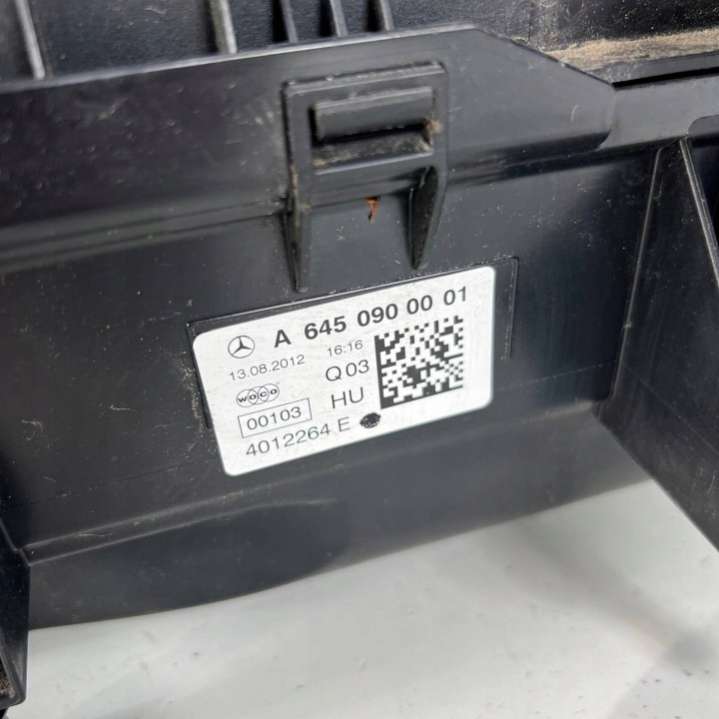 A 645 090 00 01
13.08.2012 16:16
WOCO Q03
00103 HU
4012264 E